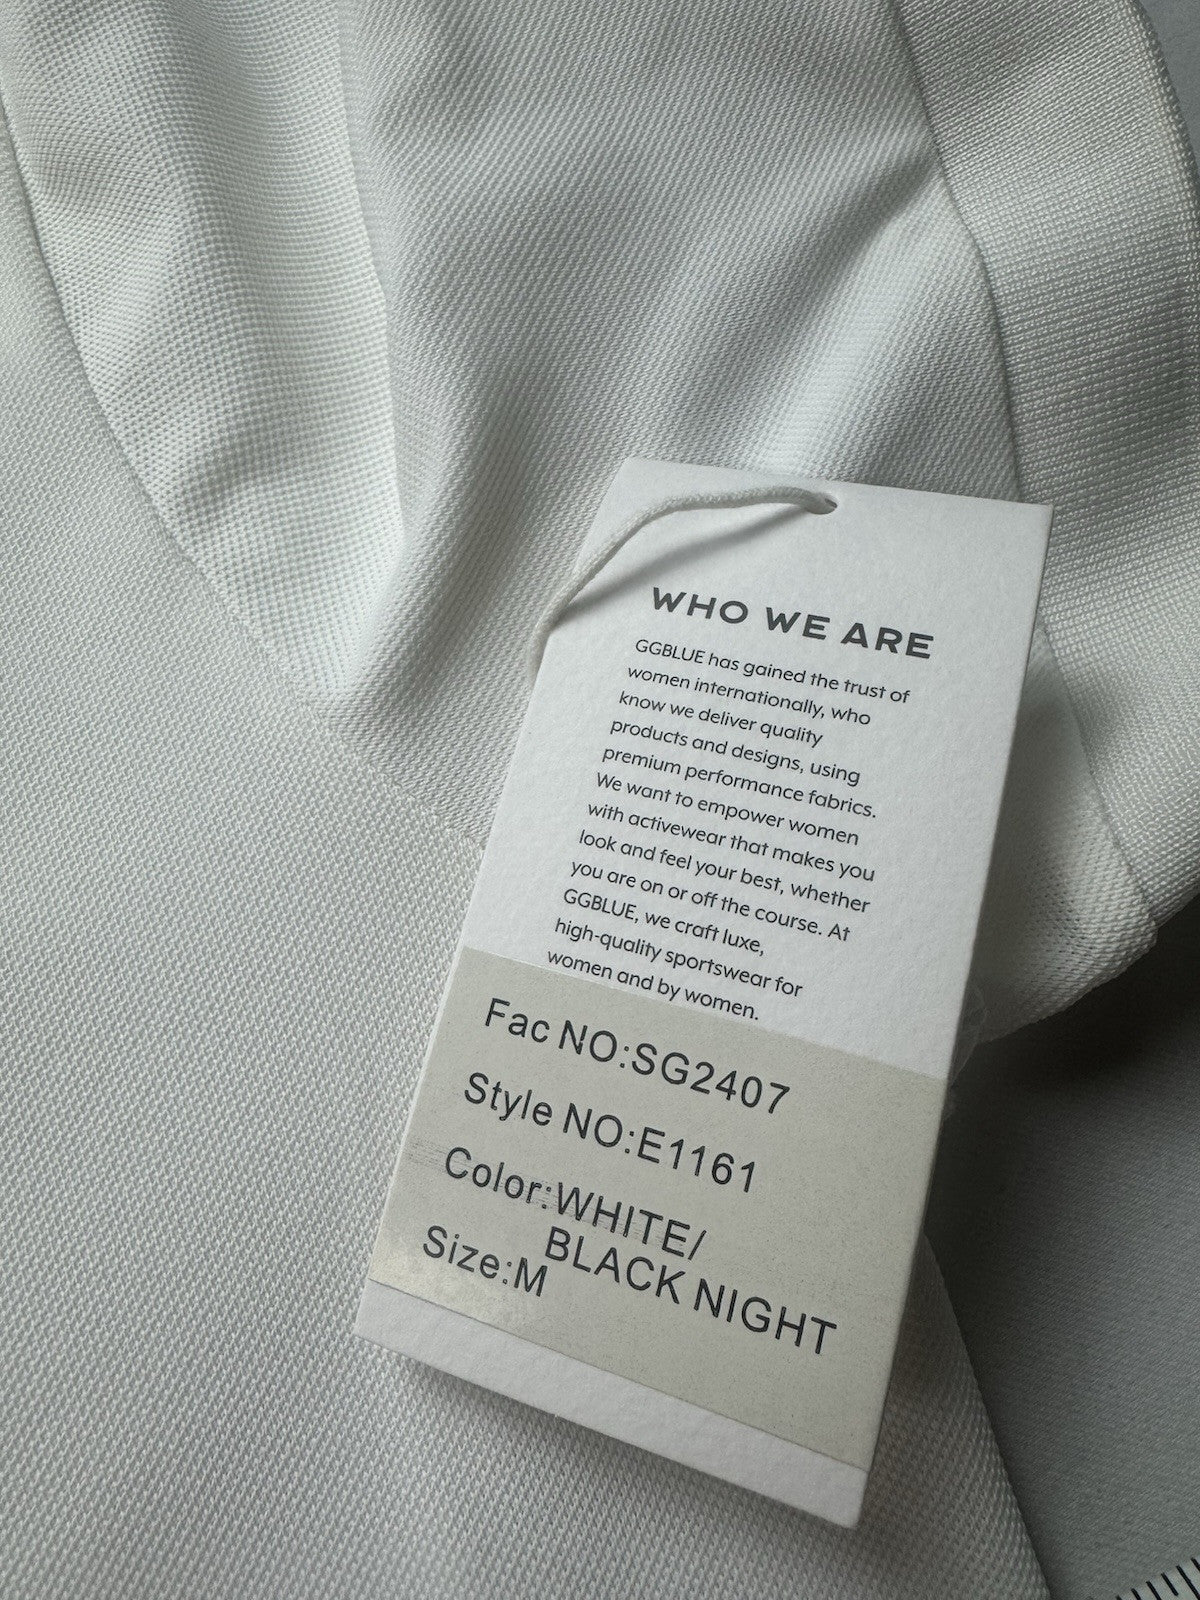 WHO WE ARE
GGBLUE has gained the trust of
women internationally, who
know we deliver quality
products and designs, using
premium performance fabrics.
We want to empower women
with activewear that makes you
look and feel your best, whether
you are on or off the course. At
GGBLUE, we craft luxe,
high-quality sportswear for
women and by women.
Fac NO:SG2407
Style NO:E1161
Color:WHITE/
BLACK NIGHT
Size:M